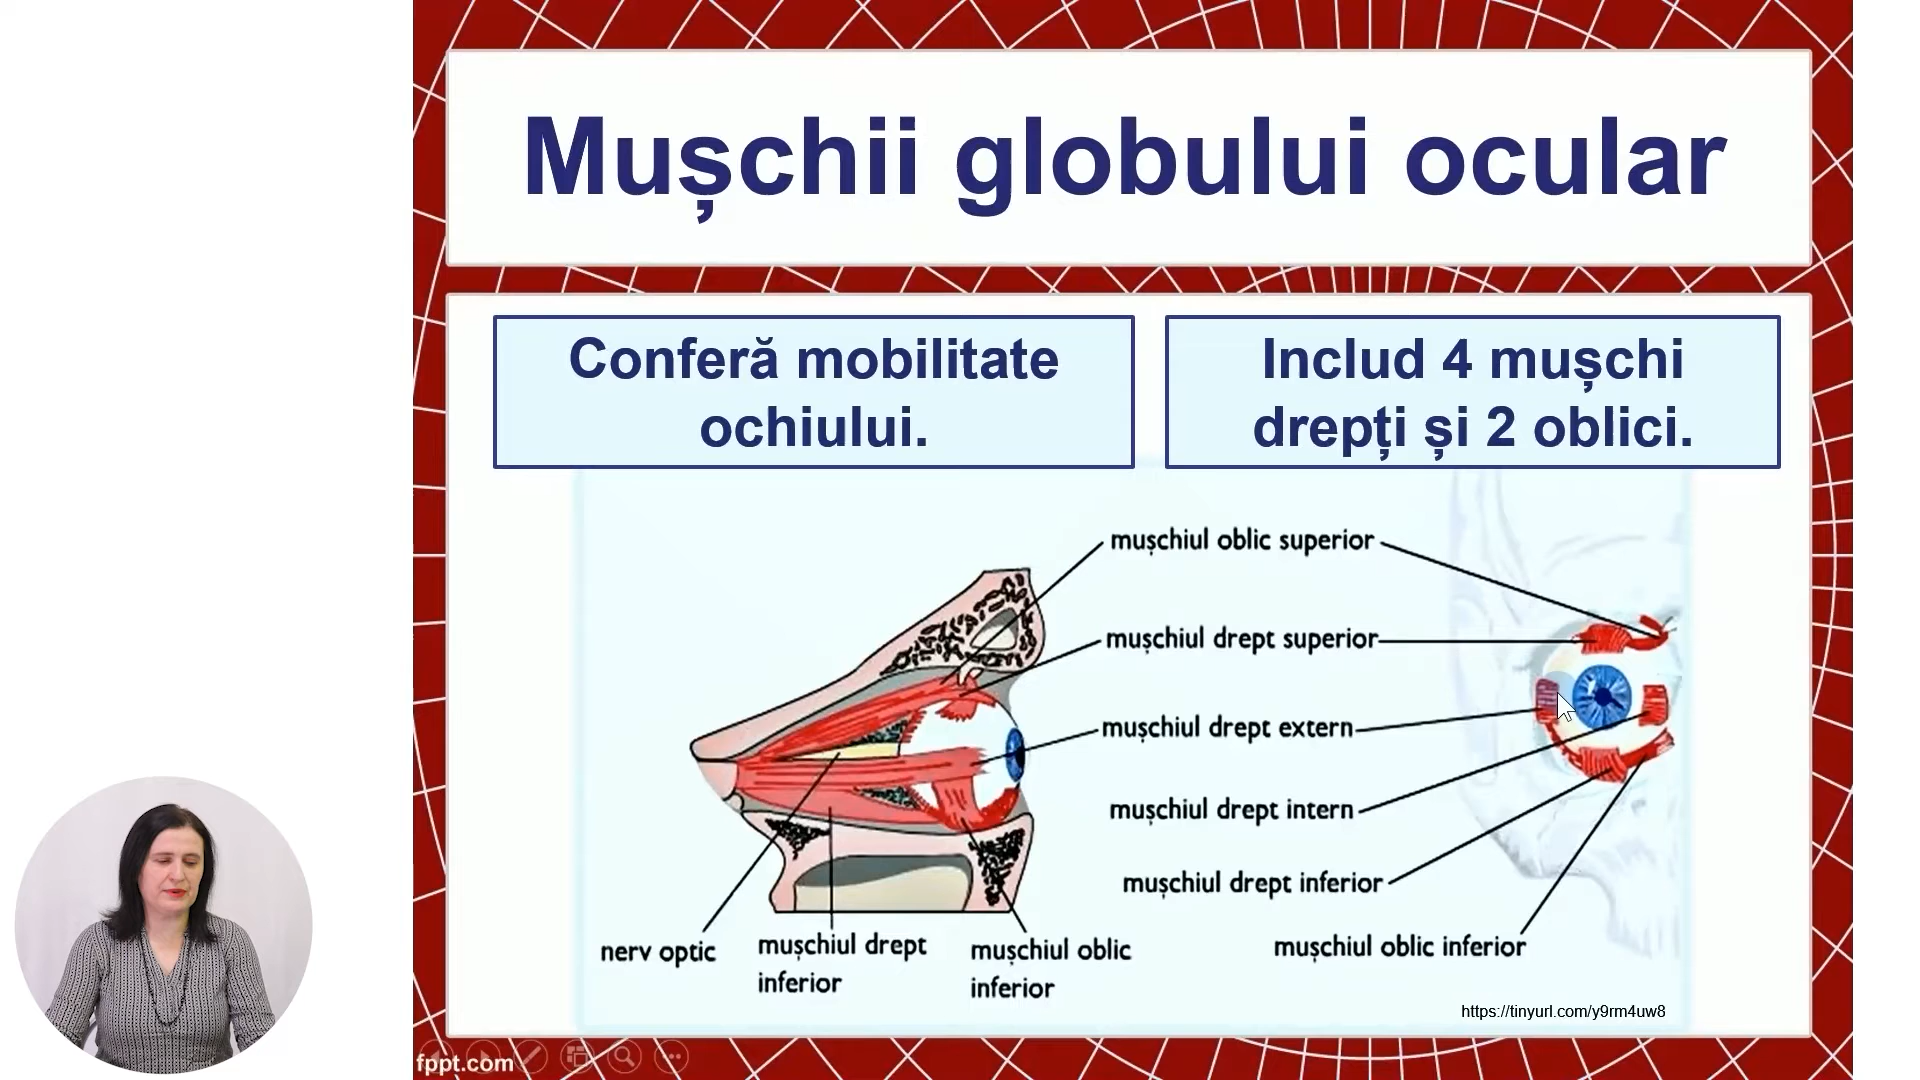 Mușchii globului ocular
Conferă mobilitate
ochiului.
Includ 4 mușchi
drepți și 2 oblici.
mușchiul oblic superior
mușchiul drept superior
mușchiul drept extern
mușchiul drept intern
mușchiul drept inferior
mușchiul oblic inferior
nerv optic
mușchiul drept
inferior
mușchiul oblic
inferior
https://tinyurl.com/y9rm4uw8
fppt.com